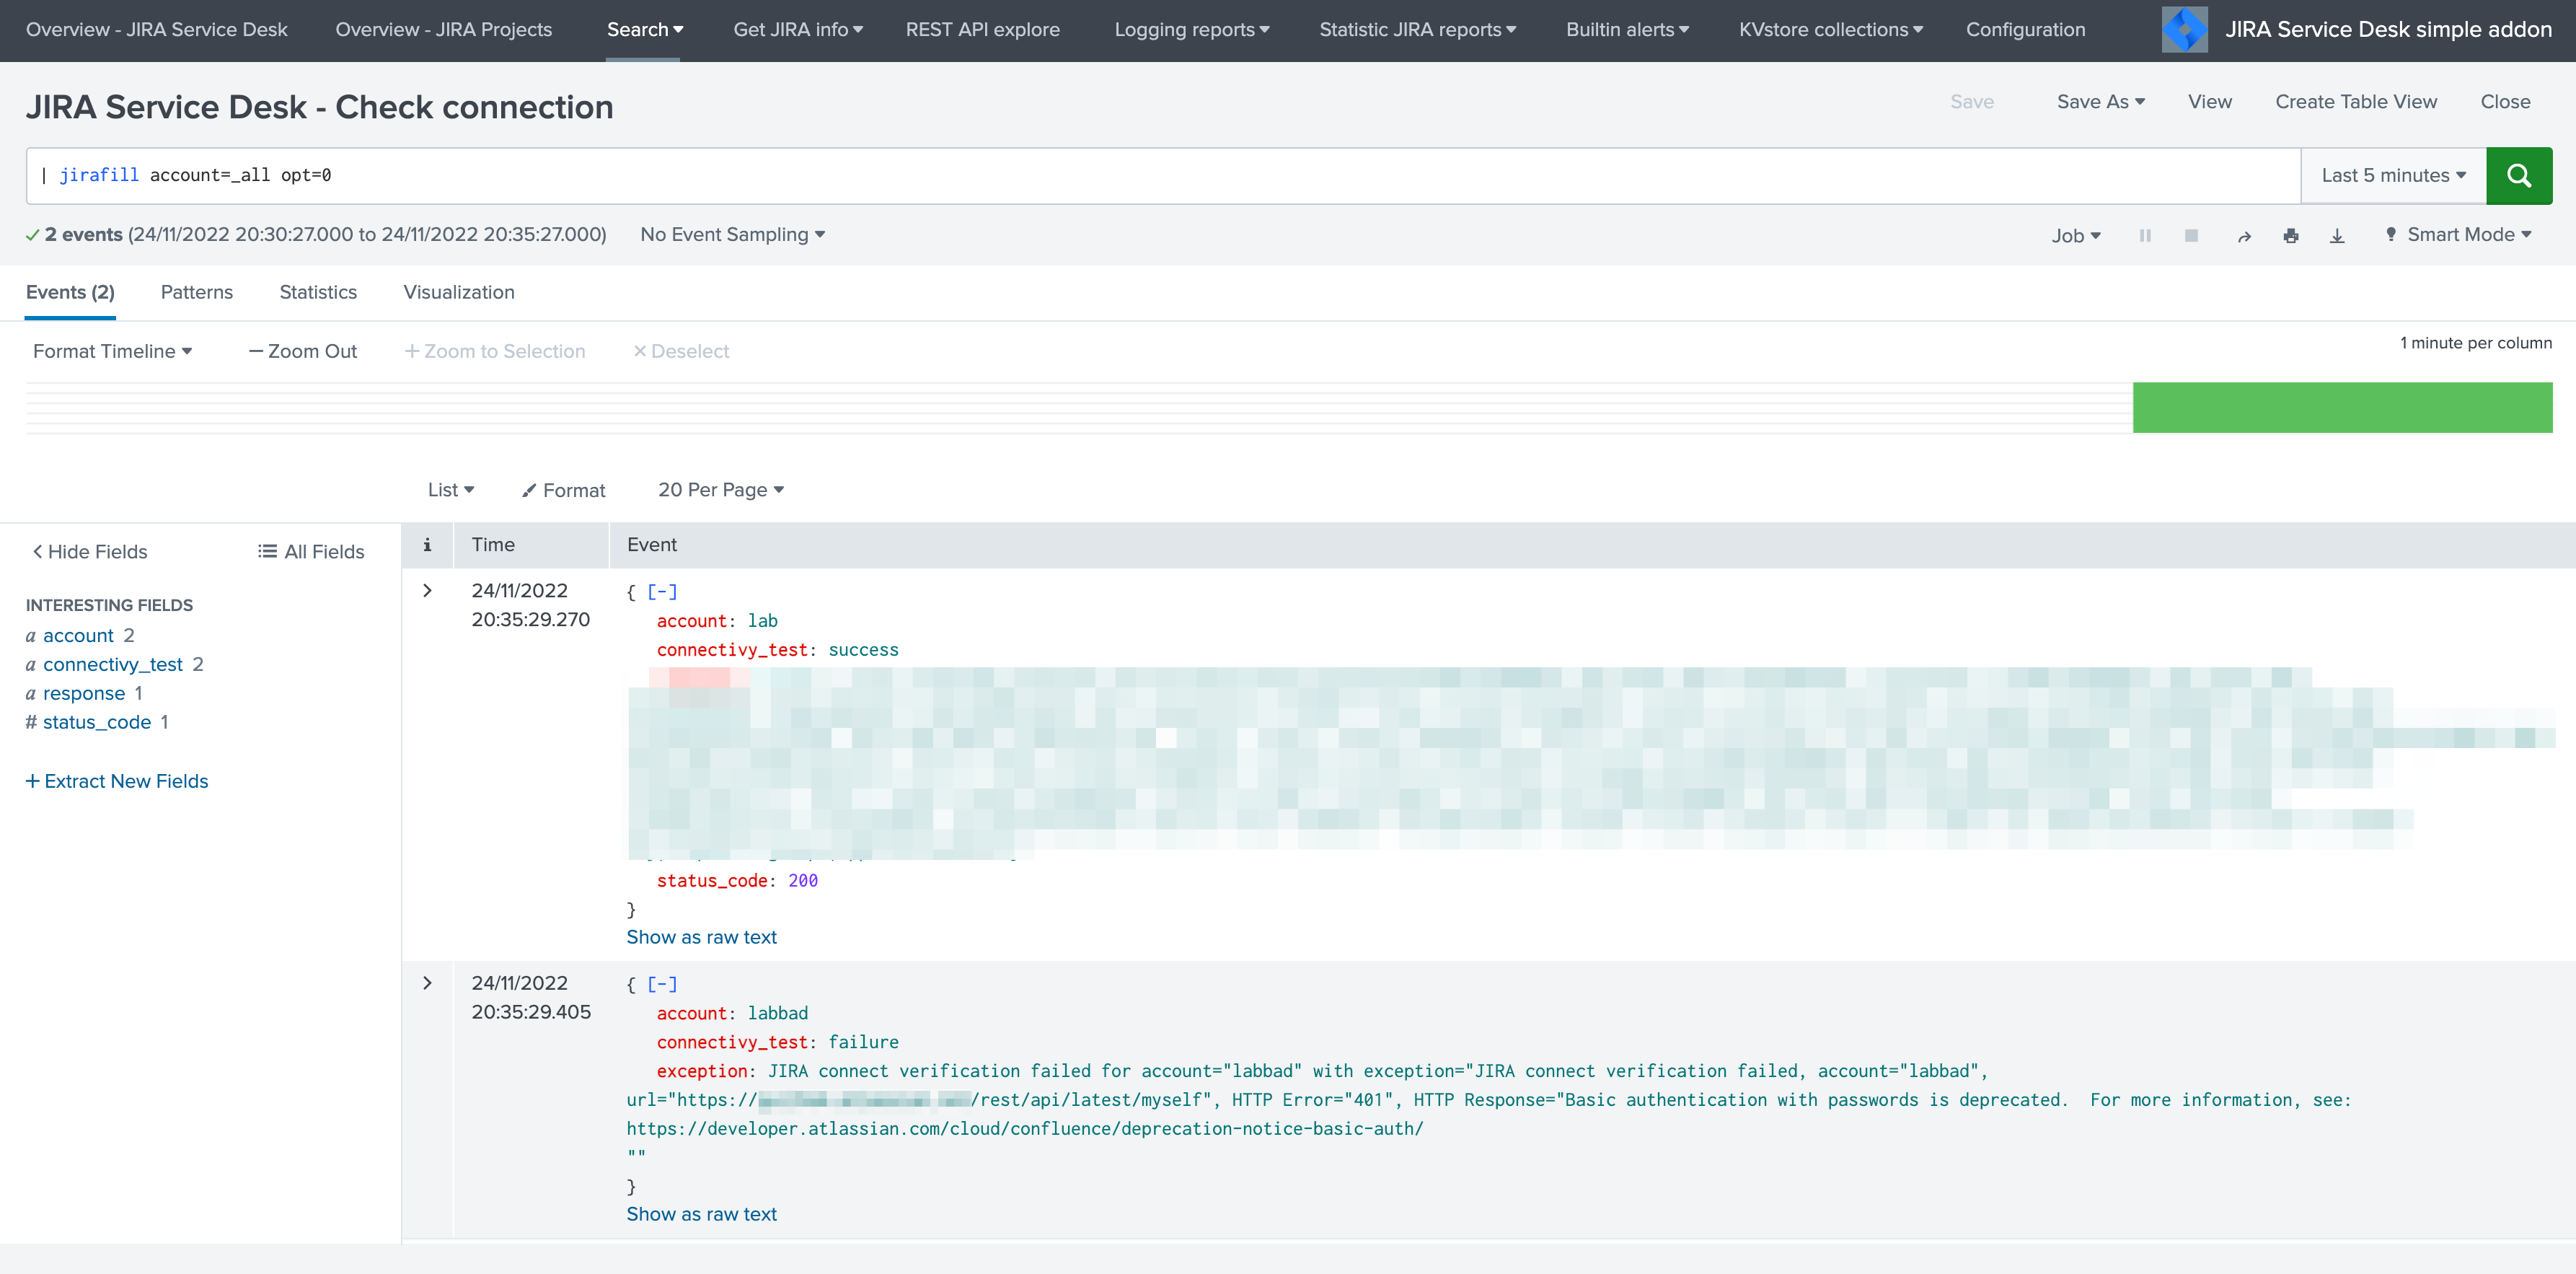 Overview - JIRA Service Desk Overview - JIRA Projects Search Get JIRA info REST API explore Logging reports Statistic JIRA reports Builtin alerts KVstore collections Configuration JIRA Service Desk simple addon
JIRA Service Desk - Check connection Save Save As View Create Table View Close
| jirafill account=_all opt=0 Last 5 minutes
2 events (24/11/2022 20:30:27.000 to 24/11/2022 20:35:27.000) No Event Sampling Job Smart Mode
Events (2) Patterns Statistics Visualization
Format Timeline — Zoom Out + Zoom to Selection × Deselect 1 minute per column
List Format 20 Per Page
< Hide Fields All Fields
INTERESTING FIELDS
a account 2
a connectivy_test 2
a response 1
# status_code 1
+ Extract New Fields
i Time Event
> 24/11/2022 20:35:29.270
{ [-]
account: lab
connectivy_test: success
status_code: 200
}
Show as raw text
> 24/11/2022 20:35:29.405
{ [-]
account: labbad
connectivy_test: failure
exception: JIRA connect verification failed for account="labbad" with exception="JIRA connect verification failed, account="labbad",
url="https:// /rest/api/latest/myself", HTTP Error="401", HTTP Response="Basic authentication with passwords is deprecated.  For more information, see:
https://developer.atlassian.com/cloud/confluence/deprecation-notice-basic-auth/
""
}
Show as raw text